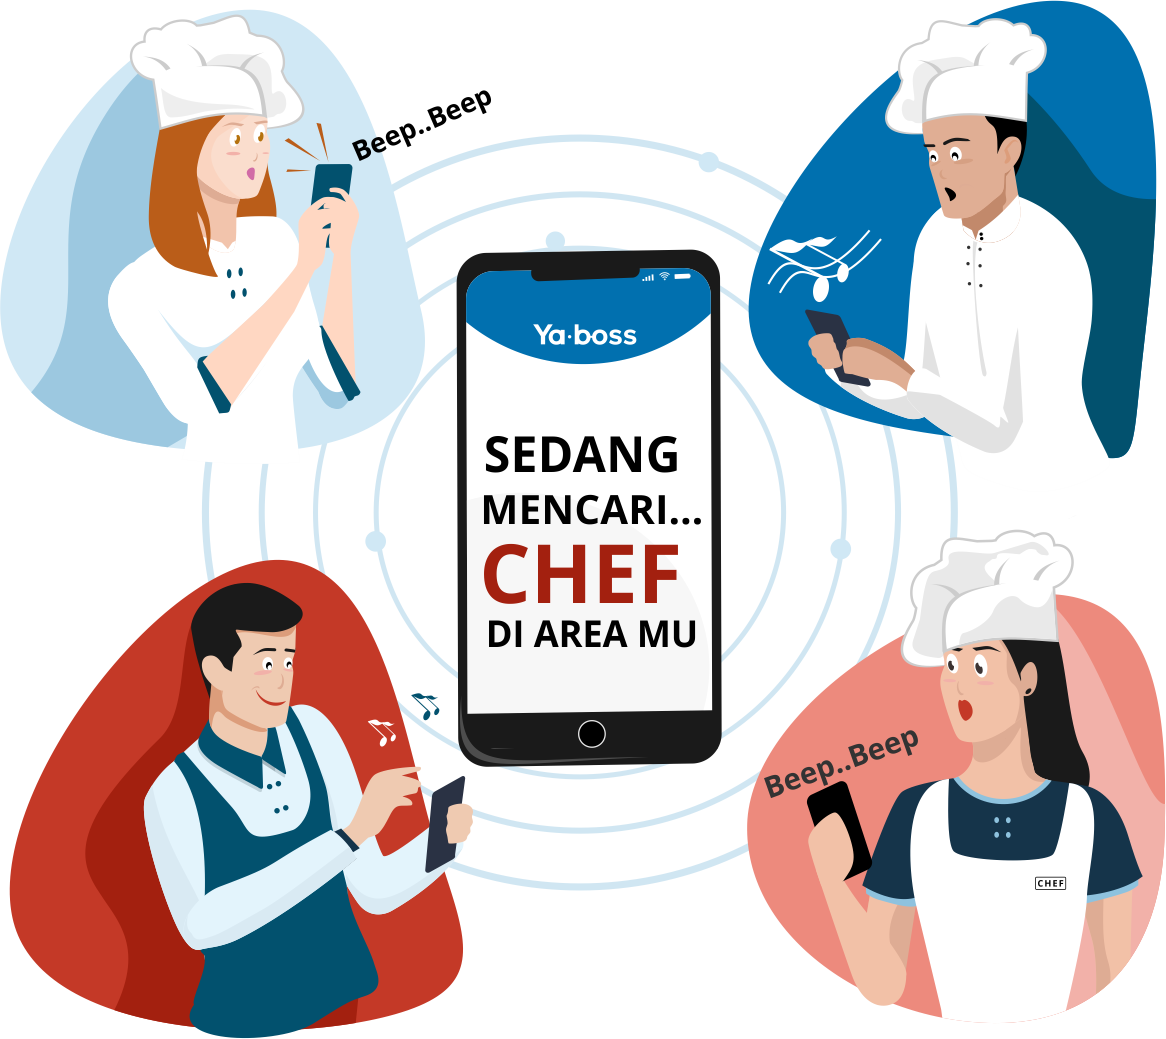 Beep..Beep
Ya·boss
SEDANG
MENCARI...
CHEF
DI AREA MU
Beep..Beep
CHEF